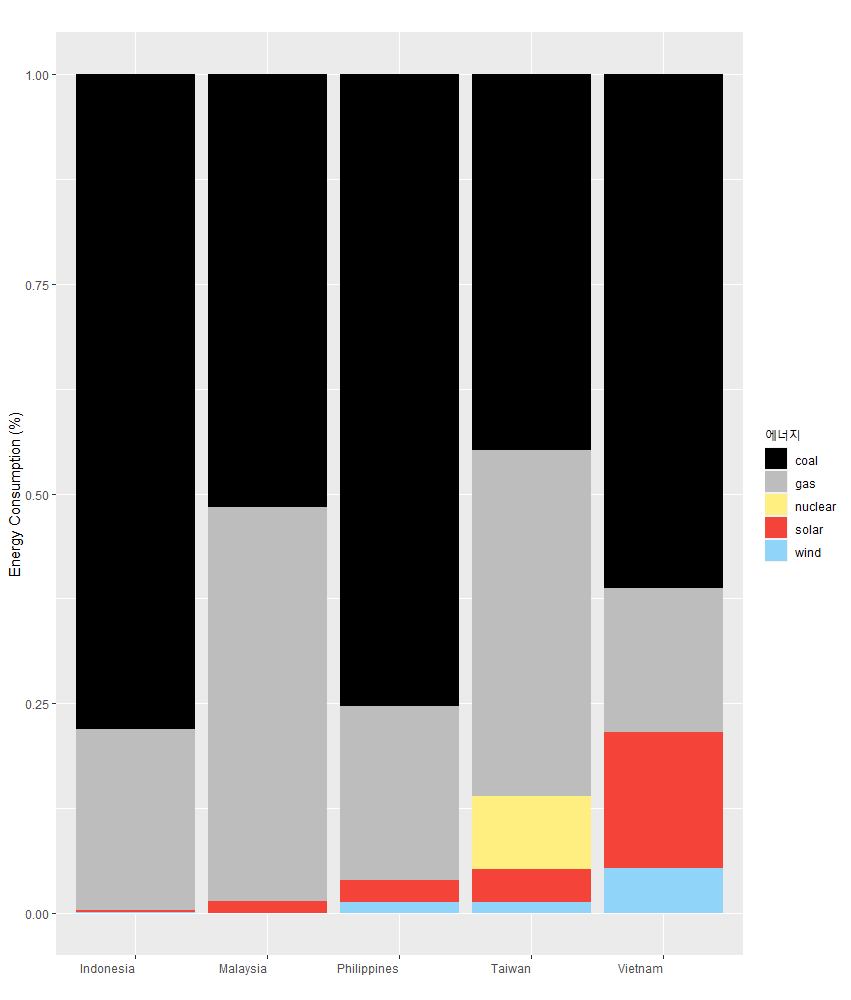 Energy Consumption (%)
1.00
0.75
0.50
0.25
0.00
Indonesia
Malaysia
Philippines
Taiwan
Vietnam
에너지
coal
gas
nuclear
solar
wind